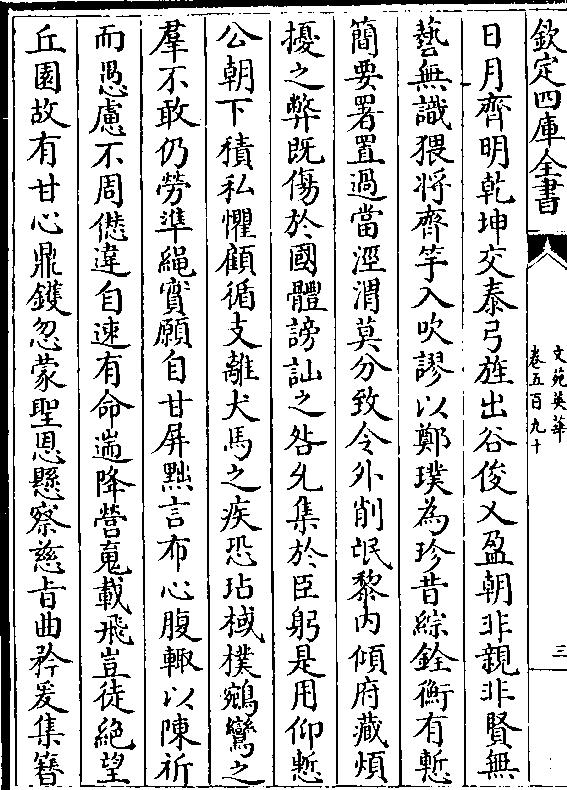 欽定四庫全書
文苑英華
卷五百九十
三
日月齊明乾坤交泰弓旌出谷俊乂盈朝非親非賢無
藝無識猥將齊竽入吹謬以鄭璞為珍昔綜銓衡有慙
簡要署置過當涇渭莫分致令外削氓黎內傾府藏煩
擾之弊既傷於國體謗訕之咎允集於臣躬是用仰慙
公朝下積私懼顧循支離犬馬之疾恐玷棫樸鵷鸞之
羣不敢仍勞準繩實願自甘屏黜言布心腹輙以陳祈
而愚慮不周僽違自速有命遄降營䰟載飛豈徒絶望
丘園故有甘心鼎鑊忽蒙聖恩懸察慈旨曲矜爰集簮